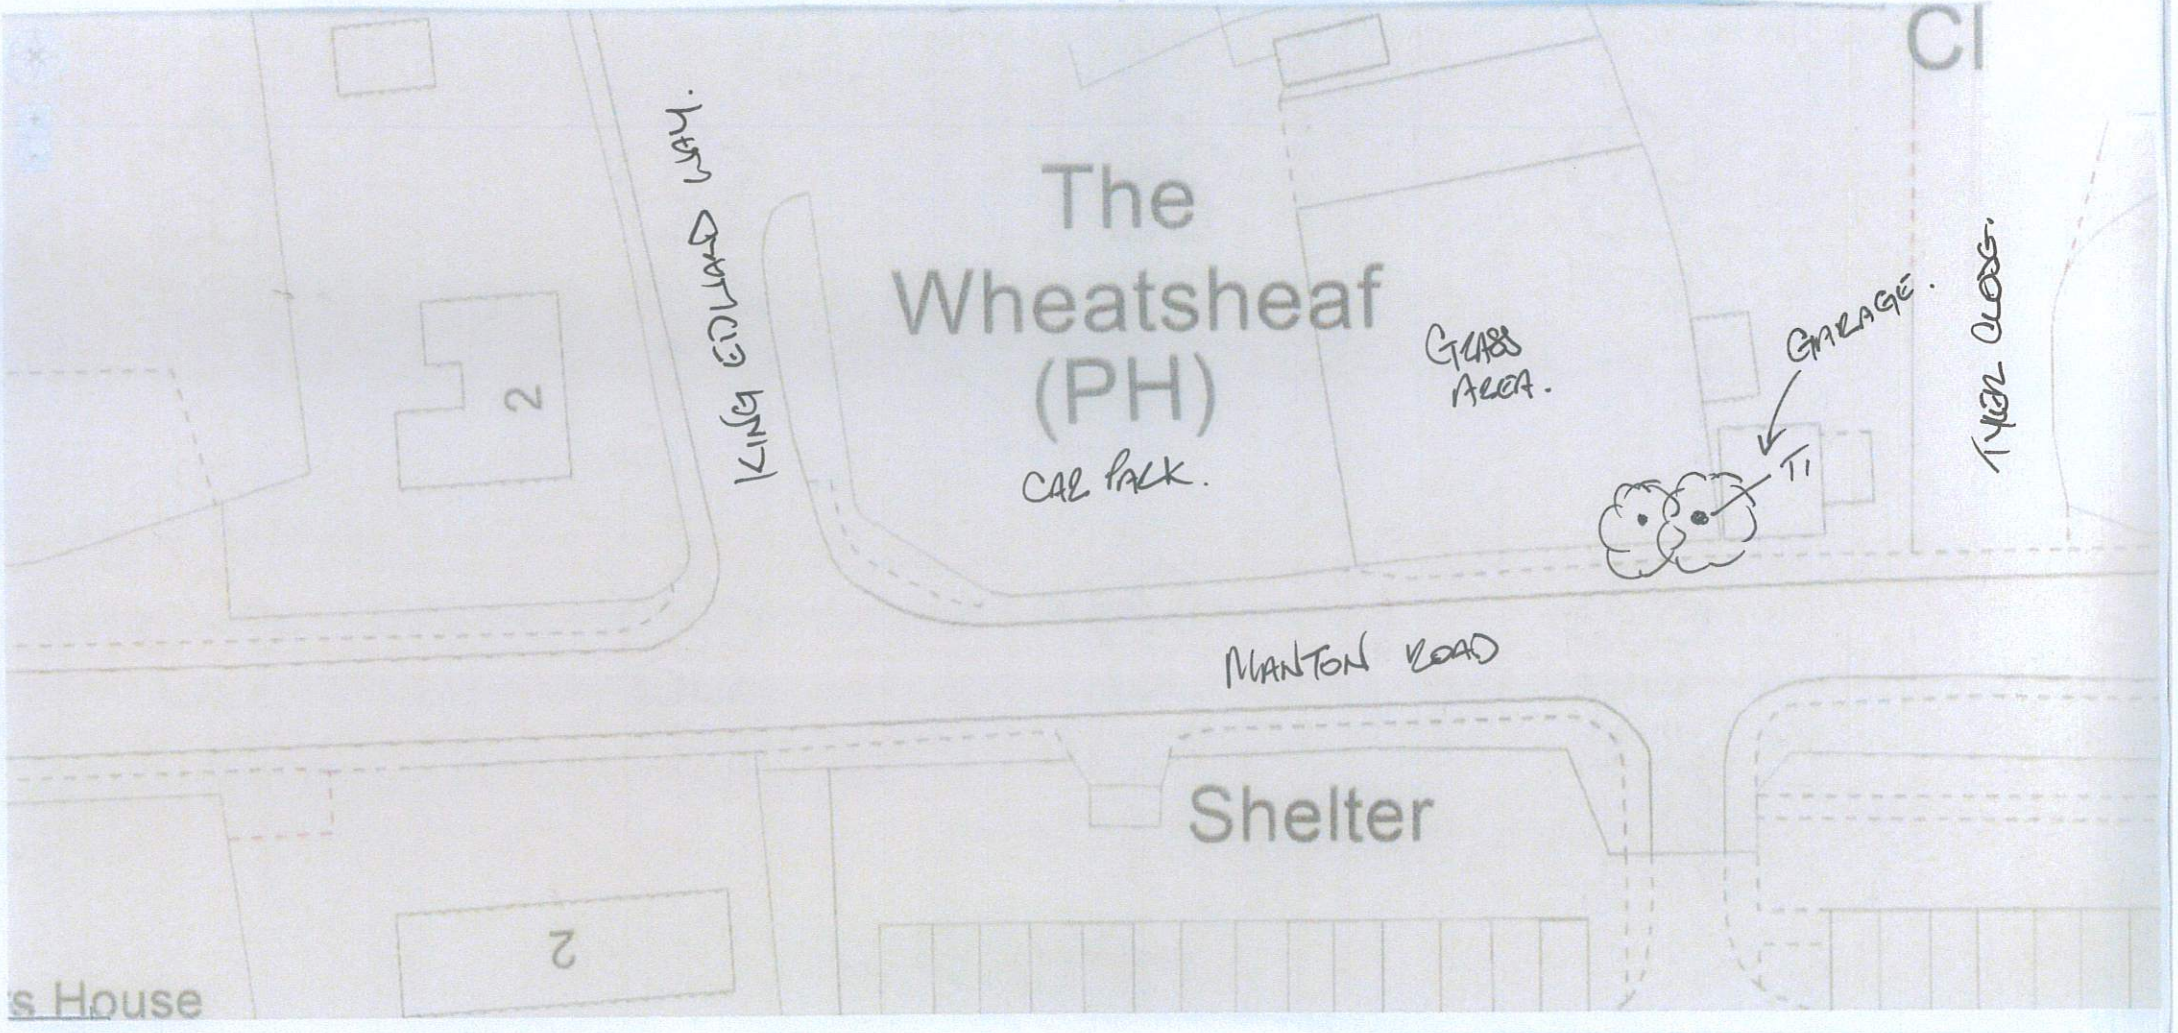 Cl
KING EDWARD WAY.
The
Wheatsheaf
(PH)
CAR PARK.
GRASS
AREA.
GARAGE.
T1
TYLER CLOSE.
2
MANTON ROAD
Shelter
2
s House